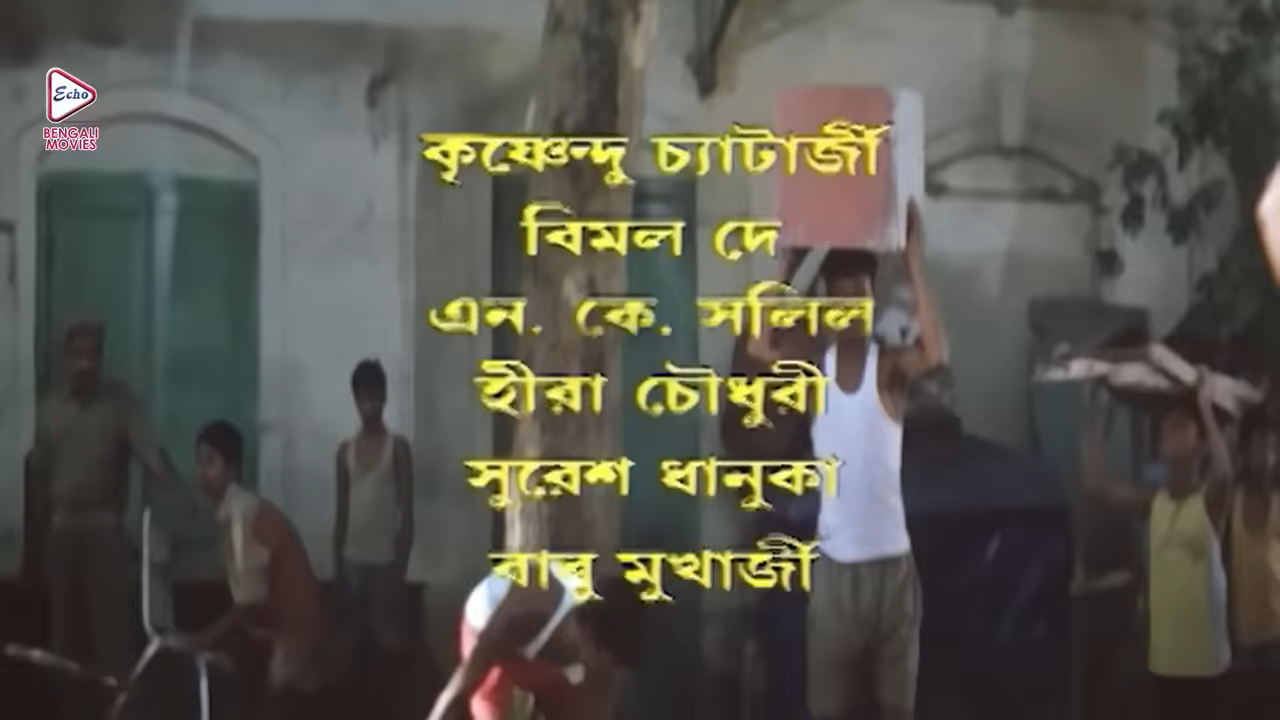 Echo
BENGALI
MOVIES
কৃষ্ণেন্দু চ্যাটার্জী
বিমল দে
এন. কে. সলিল
হীরা চৌধুরী
সুরেশ ধানুকা
বাবু মুখার্জী